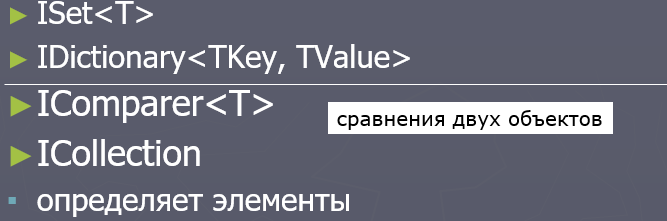 ISet<T>
IDictionary<TKey, TValue>
IComparer<T>
сравнения двух объектов
ICollection
определяет элементы